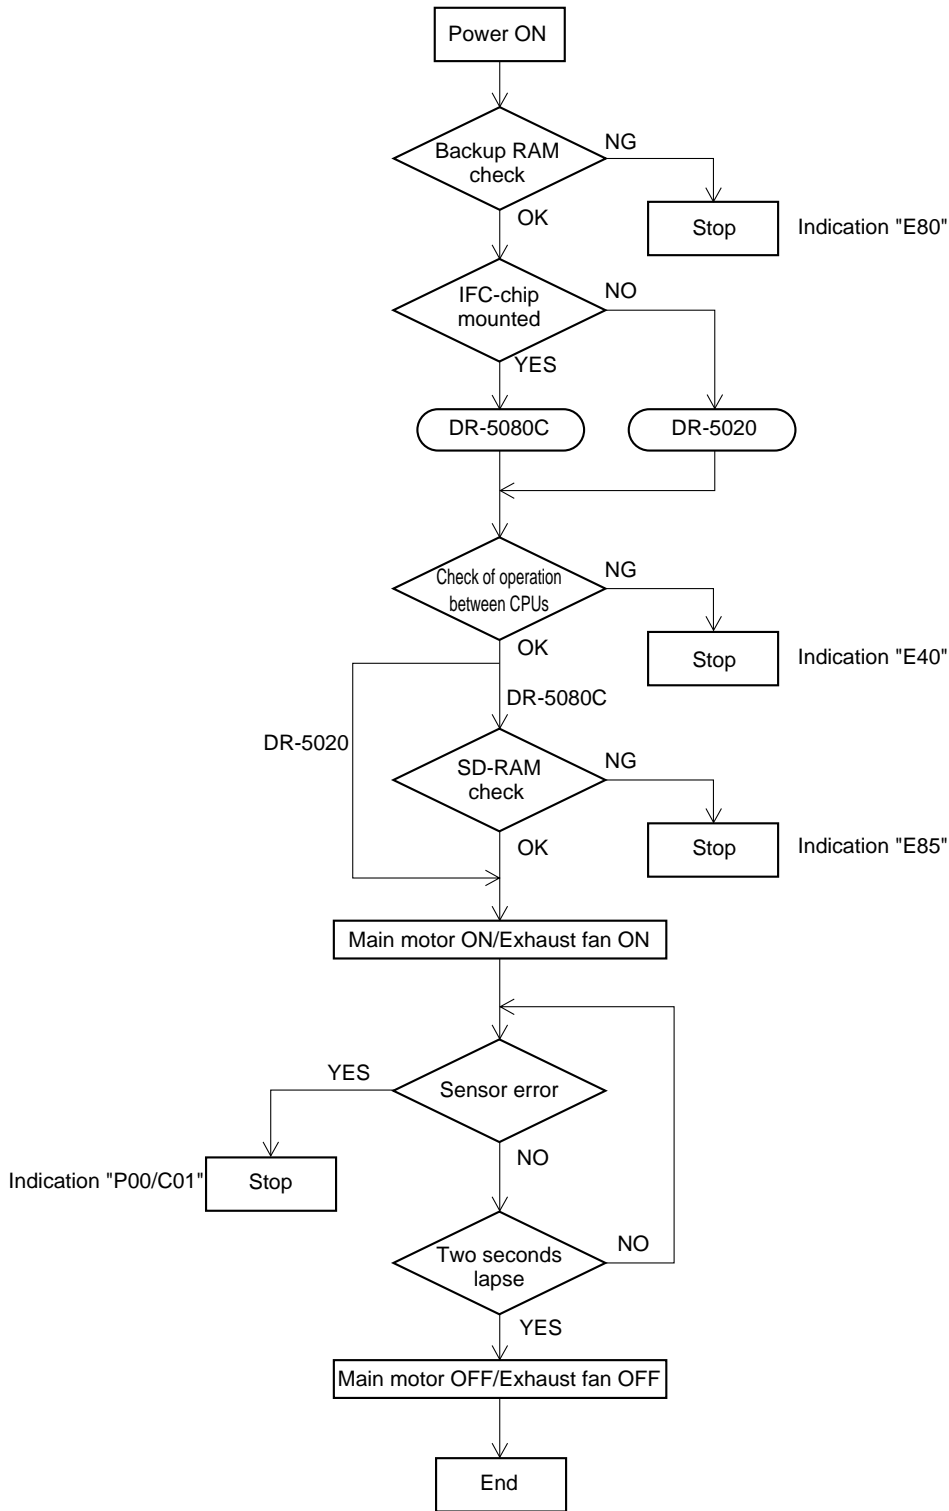 Power ON
Backup RAM
check
NG
OK
Stop
Indication "E80"
IFC-chip
mounted
NO
YES
DR-5080C
DR-5020
Check of operation
between CPUs
NG
OK
Stop
Indication "E40"
DR-5080C
DR-5020
SD-RAM
check
NG
OK
Stop
Indication "E85"
Main motor ON/Exhaust fan ON
YES
Sensor error
NO
Indication "P00/C01"
Stop
Two seconds
lapse
NO
YES
Main motor OFF/Exhaust fan OFF
End